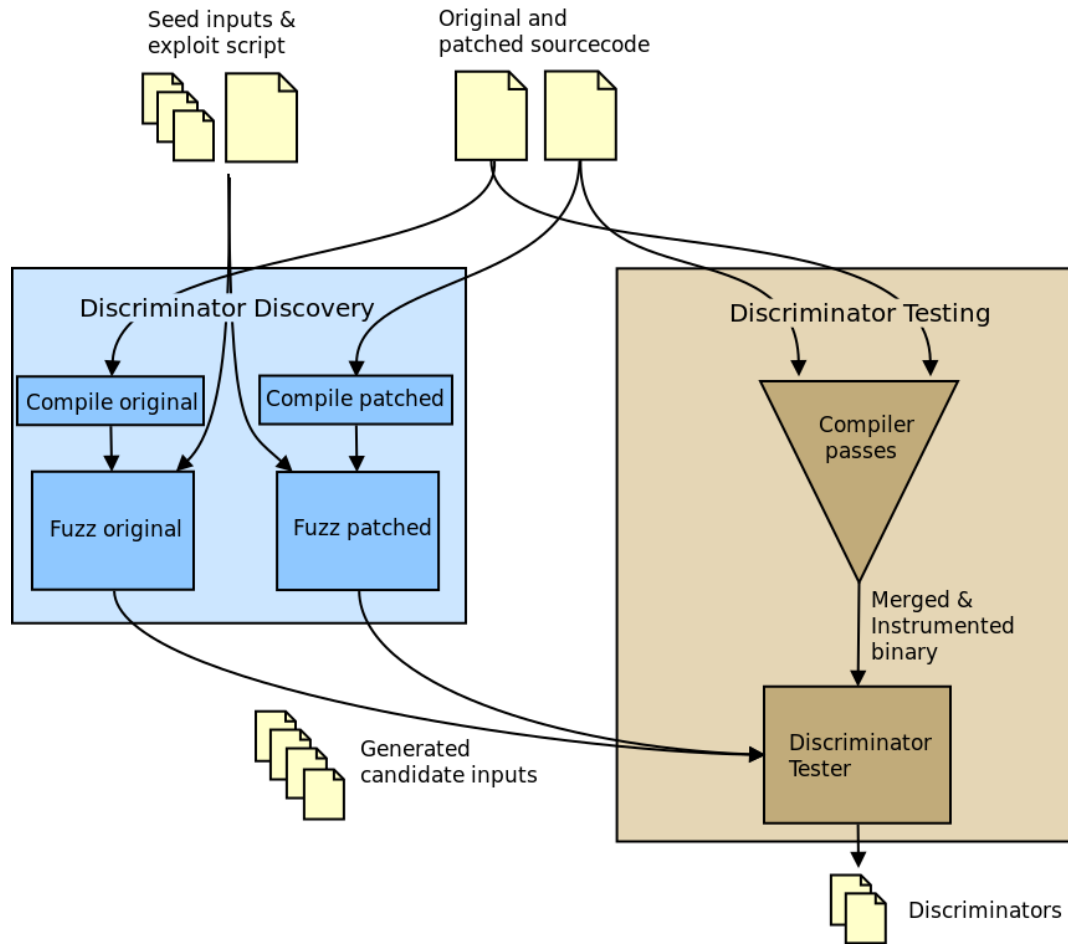 Seed inputs &
exploit script
Original and
patched sourcecode
Discriminator Discovery
Discriminator Testing
Compile original
Compile patched
Compiler
passes
Fuzz original
Fuzz patched
Merged &
Instrumented
binary
Generated
candidate inputs
Discriminator
Tester
Discriminators